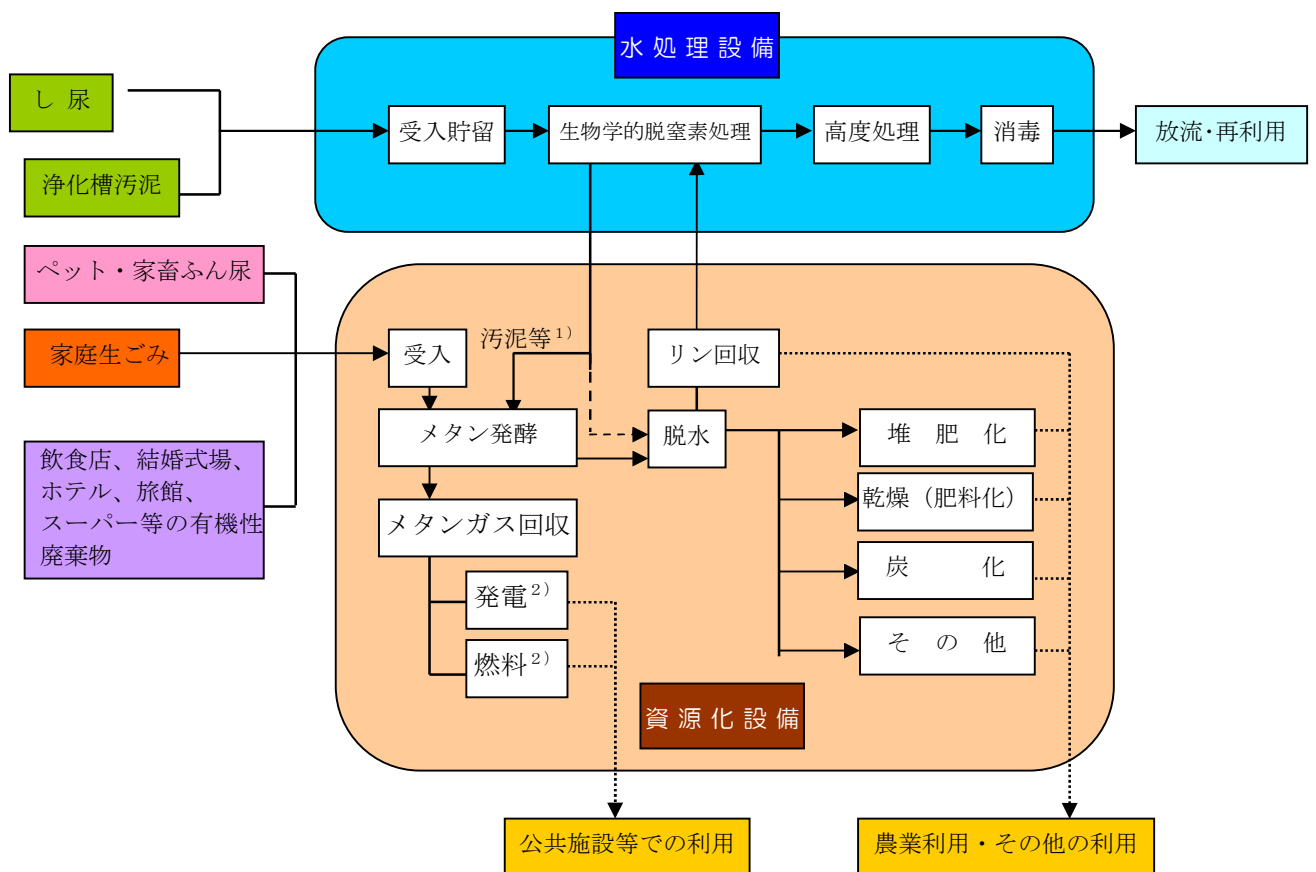 水処理設備
し 尿
受入貯留
生物学的脱窒素処理
高度処理
消毒
放流・再利用
浄化槽汚泥
ペット・家畜ふん尿
家庭生ごみ
受入
汚泥等1)
リン回収
メタン発酵
脱水
堆 肥 化
飲食店、結婚式場、
ホテル、旅館、
スーパー等の有機性
廃棄物
メタンガス回収
乾燥（肥料化）
炭 化
発電2)
燃料2)
そ の 他
資源化設備
公共施設等での利用
農業利用・その他の利用